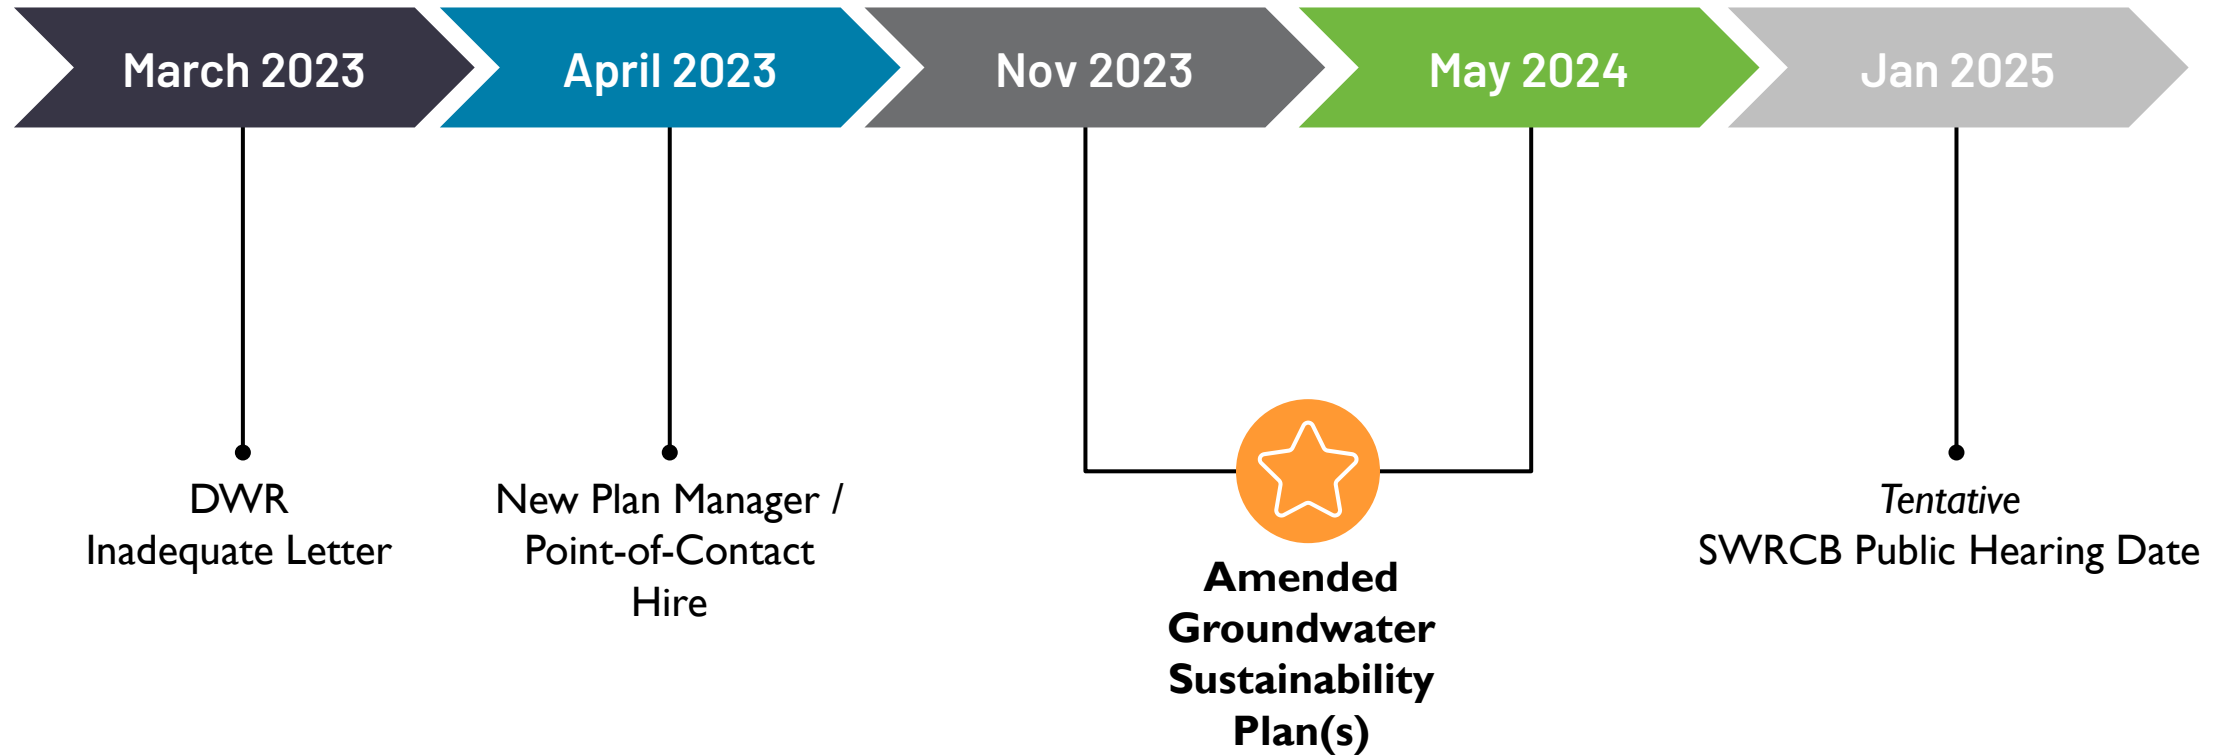 March 2023
April 2023
Nov 2023
May 2024
Jan 2025
DWR
Inadequate Letter
New Plan Manager /
Point-of-Contact
Hire
Amended
Groundwater
Sustainability
Plan(s)
Tentative
SWRCB Public Hearing Date